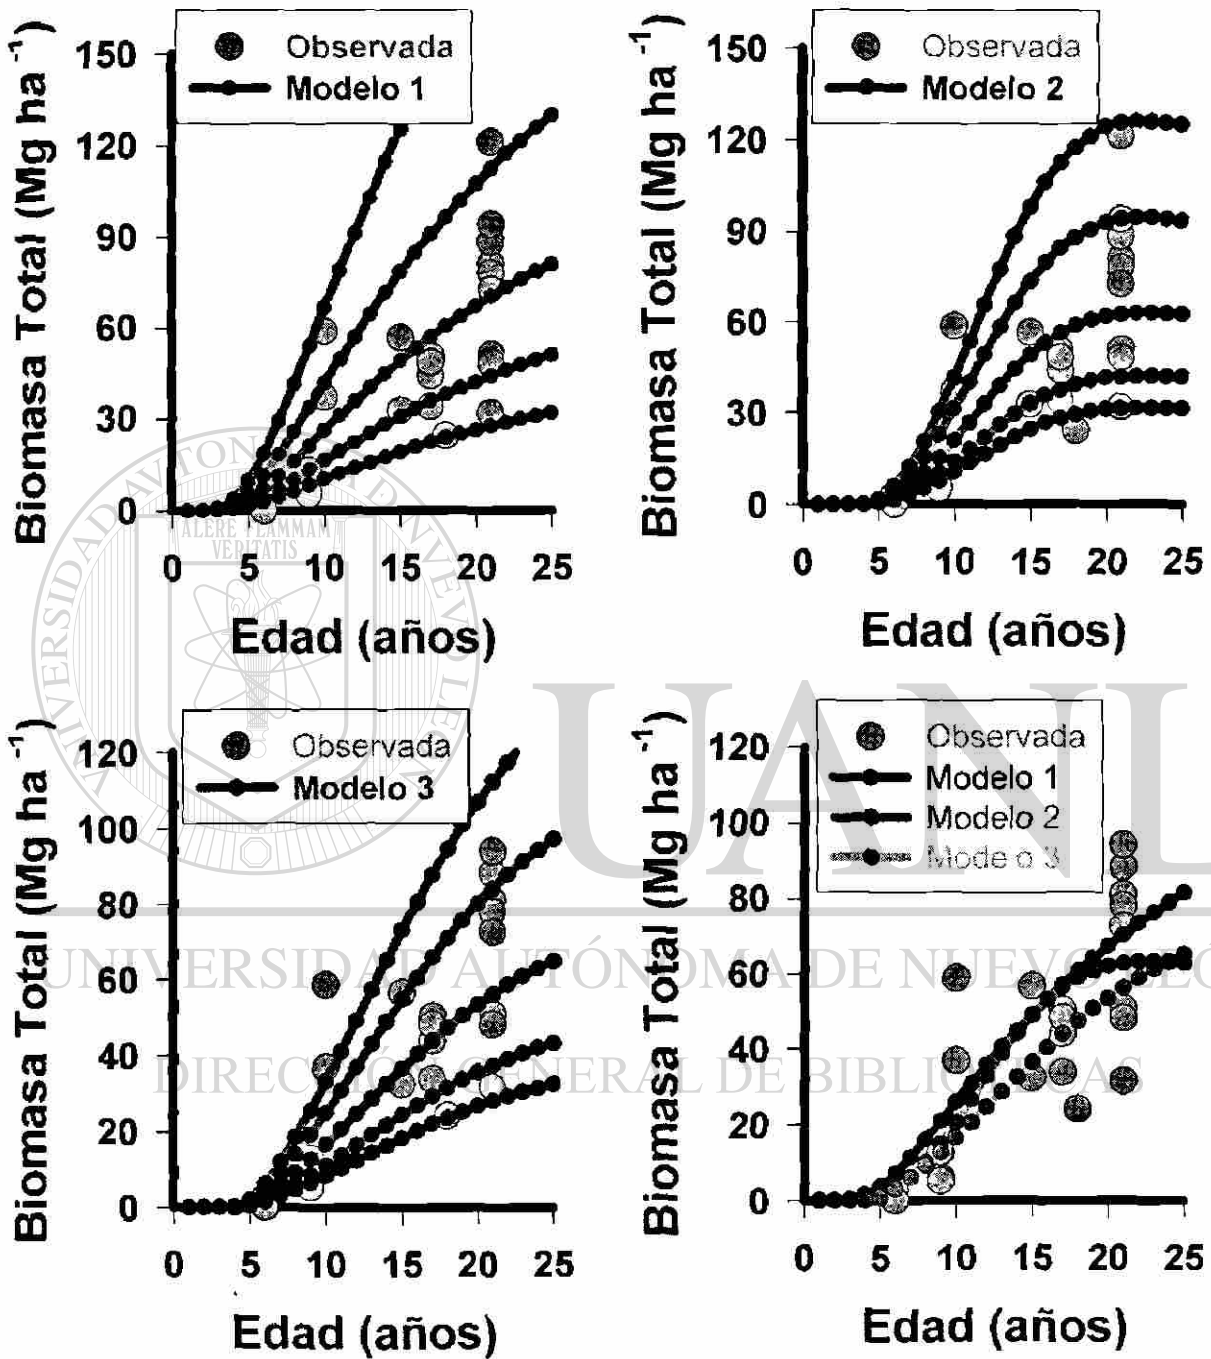 Observada
Modelo 1
Biomasa Total (Mg ha⁻¹)
150
120
90
60
30
0
0 5 10 15 20 25
Edad (años)
Observada
Modelo 2
Biomasa Total (Mg ha⁻¹)
150
120
90
60
30
0
0 5 10 15 20 25
Edad (años)
Observada
Modelo 3
Biomasa Total (Mg ha⁻¹)
120
100
80
60
40
20
0
0 5 10 15 20 25
Edad (años)
Observada
Modelo 1
Modelo 2
Modelo 3
Biomasa Total (Mg ha⁻¹)
120
100
80
60
40
20
0
0 5 10 15 20 25
Edad (años)
ALERE FLAMMAM
VERITATIS
UANL
UNIVERSIDAD AUTÓNOMA DE NUEVO LEÓ
DIRECCIÓN GENERAL DE BIBLIOTECAS